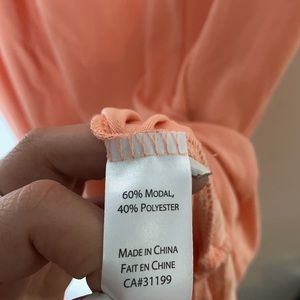 60% Modal,
40% Polyester
Made in China
Fait en Chine
CA#31199